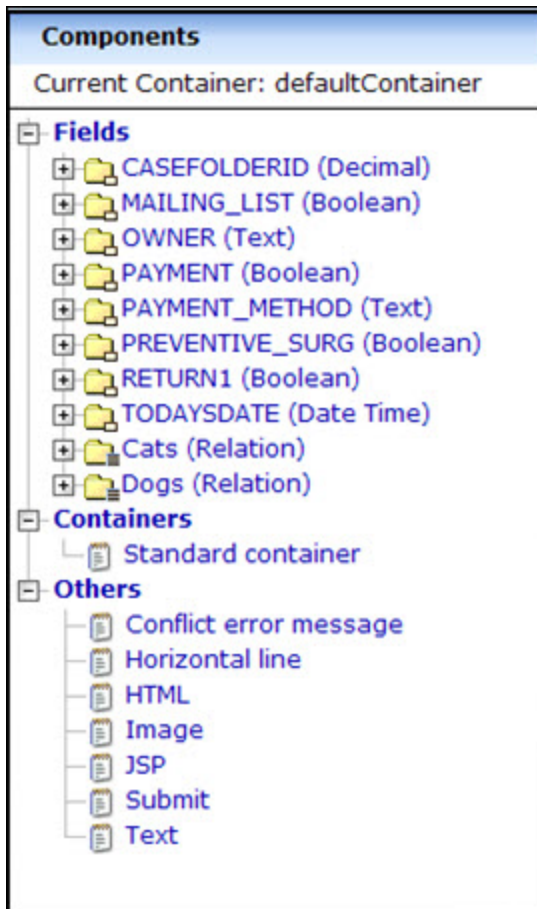 Components
Current Container: defaultContainer
Fields
CASEFOLDERID (Decimal)
MAILING_LIST (Boolean)
OWNER (Text)
PAYMENT (Boolean)
PAYMENT_METHOD (Text)
PREVENTIVE_SURG (Boolean)
RETURN1 (Boolean)
TODAYSDATE (Date Time)
Cats (Relation)
Dogs (Relation)
Containers
Standard container
Others
Conflict error message
Horizontal line
HTML
Image
JSP
Submit
Text